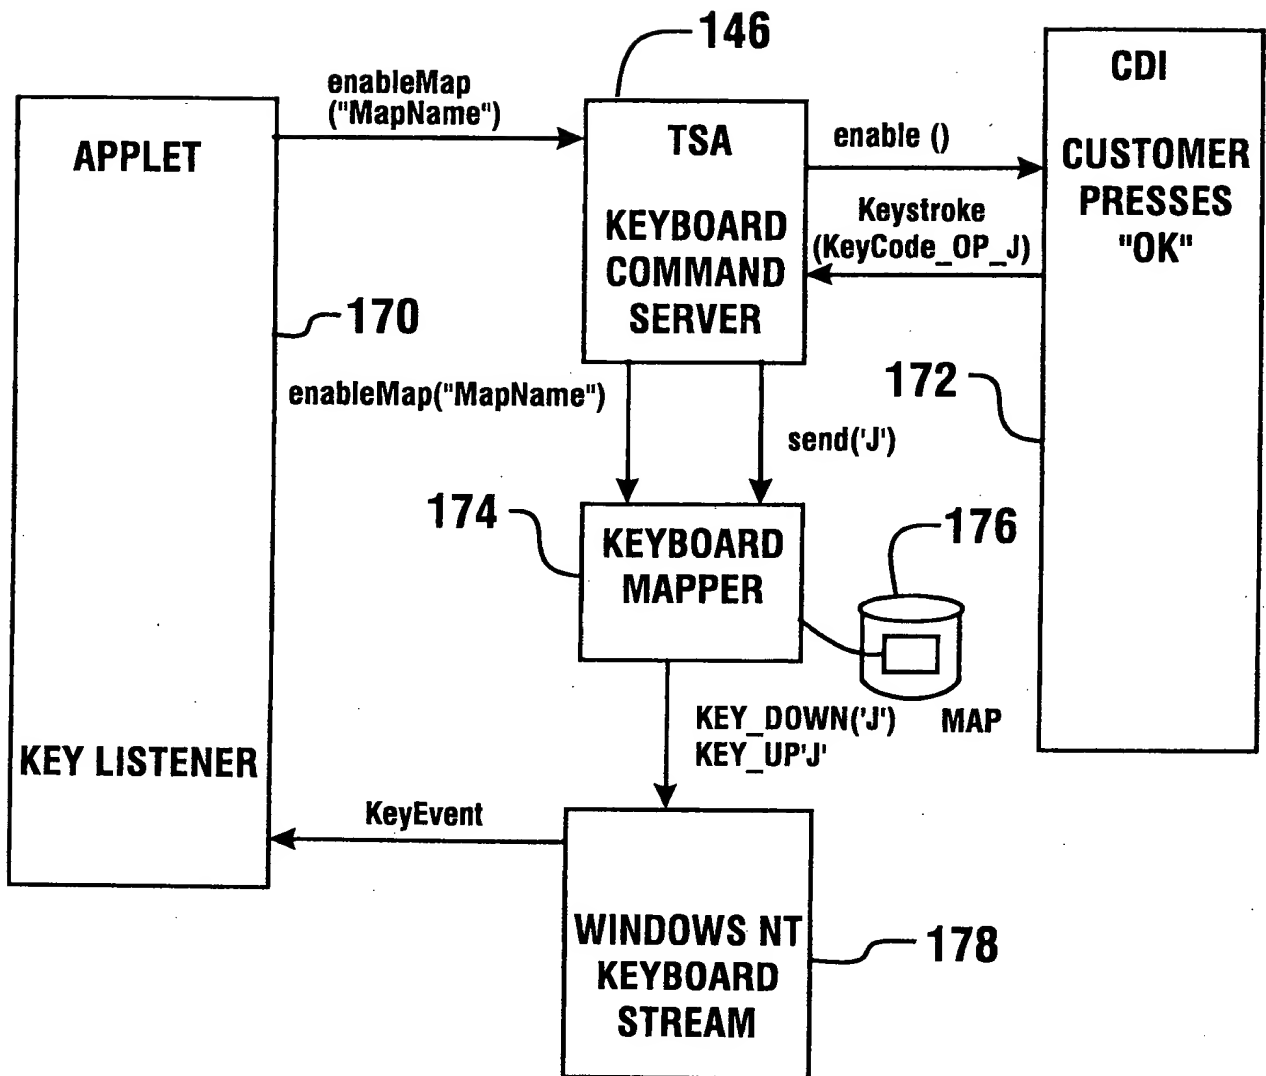 146
CDI
enableMap
("MapName")
APPLET
TSA
enable ()
CUSTOMER
PRESSES
"OK"
Keystroke
(KeyCode_OP_J)
KEYBOARD
COMMAND
SERVER
170
172
enableMap("MapName")
send('J')
174
176
KEYBOARD
MAPPER
KEY_DOWN('J')
KEY_UP'J'
MAP
KEY LISTENER
KeyEvent
WINDOWS NT
KEYBOARD
STREAM
178